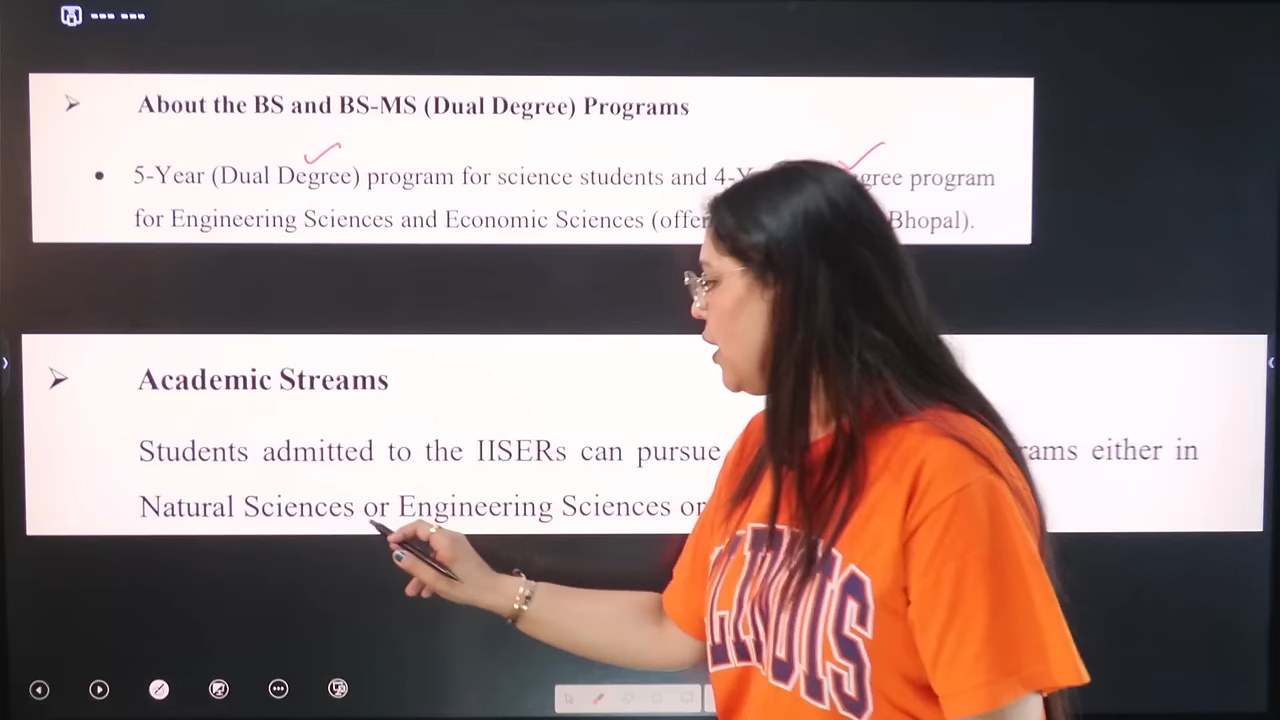 About the BS and BS-MS (Dual Degree) Programs
5-Year (Dual Degree) program for science students and 4-Y gree program
for Engineering Sciences and Economic Sciences (offer Bhopal).
Academic Streams
Students admitted to the IISERs can pursue rams either in
Natural Sciences or Engineering Sciences or
ILLINOIS